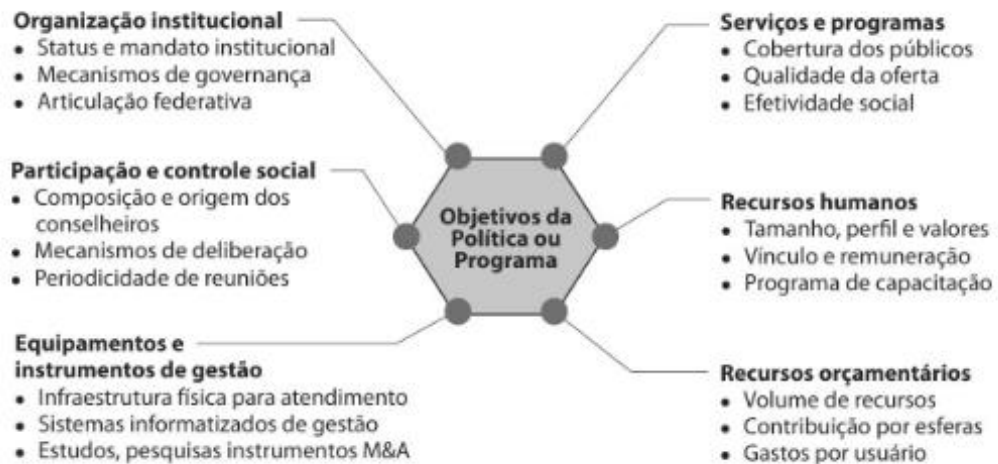 Organização institucional
• Status e mandato institucional
• Mecanismos de governança
• Articulação federativa
Participação e controle social
• Composição e origem dos
conselheiros
• Mecanismos de deliberação
• Periodicidade de reuniões
Equipamentos e
instrumentos de gestão
• Infraestrutura física para atendimento
• Sistemas informatizados de gestão
• Estudos, pesquisas instrumentos M&A
Objetivos da
Política ou
Programa
Serviços e programas
• Cobertura dos públicos
• Qualidade da oferta
• Efetividade social
Recursos humanos
• Tamanho, perfil e valores
• Vínculo e remuneração
• Programa de capacitação
Recursos orçamentários
• Volume de recursos
• Contribuição por esferas
• Gastos por usuário